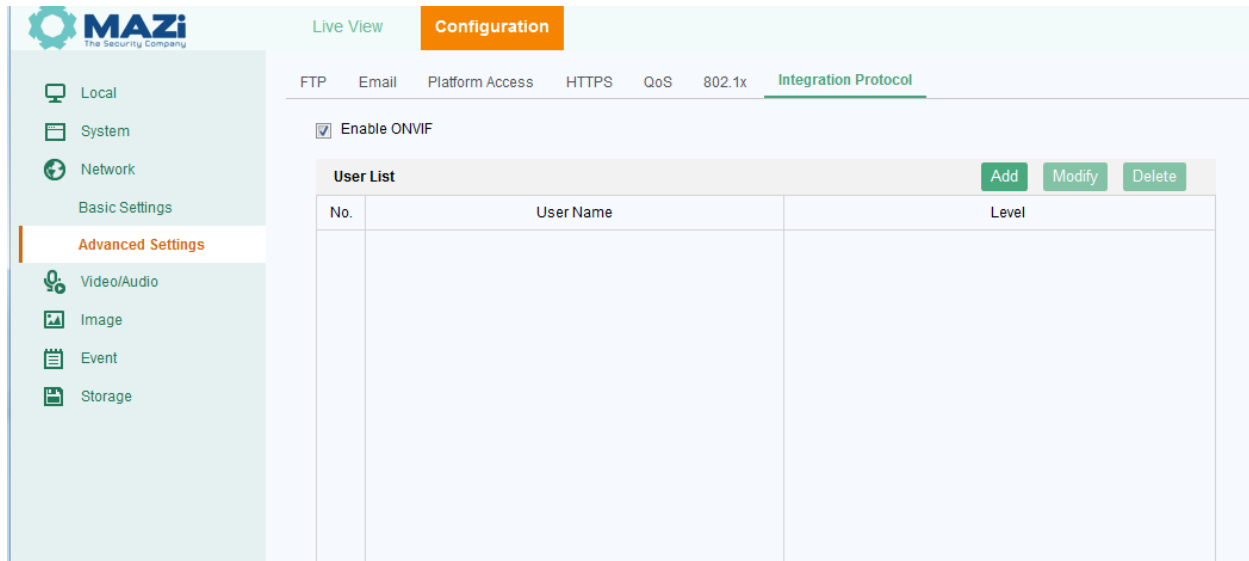 MAZi
The Security Company
Live View
Configuration
Local
System
Network
Basic Settings
Advanced Settings
Video/Audio
Image
Event
Storage
FTP Email Platform Access HTTPS QoS 802.1x Integration Protocol
Enable ONVIF
User List Add Modify Delete
No. User Name Level